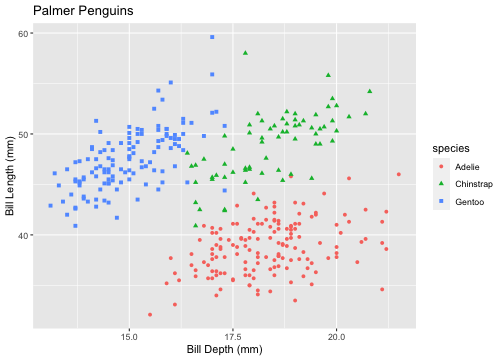 Palmer Penguins
60
50
40
Bill Length (mm)
15.0
17.5
20.0
Bill Depth (mm)
species
Adelie
Chinstrap
Gentoo